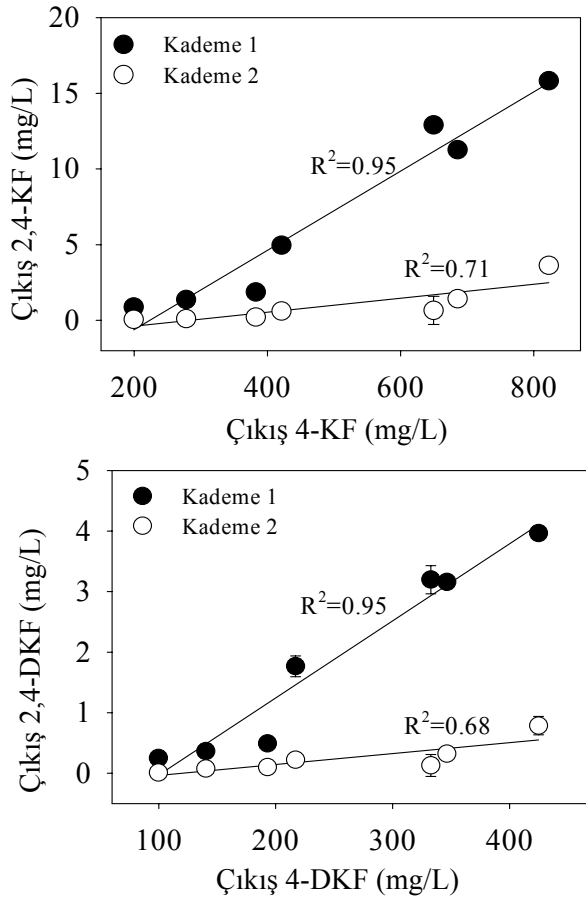 20
15
10
5
0
Çıkış 2,4-KF (mg/L)
Kademe 1
Kademe 2
R²=0.95
R²=0.71
200 400 600 800
Çıkış 4-KF (mg/L)
5
4
3
2
1
0
Çıkış 2,4-DKF (mg/L)
Kademe 1
Kademe 2
R²=0.95
R²=0.68
100 200 300 400
Çıkış 4-DKF (mg/L)